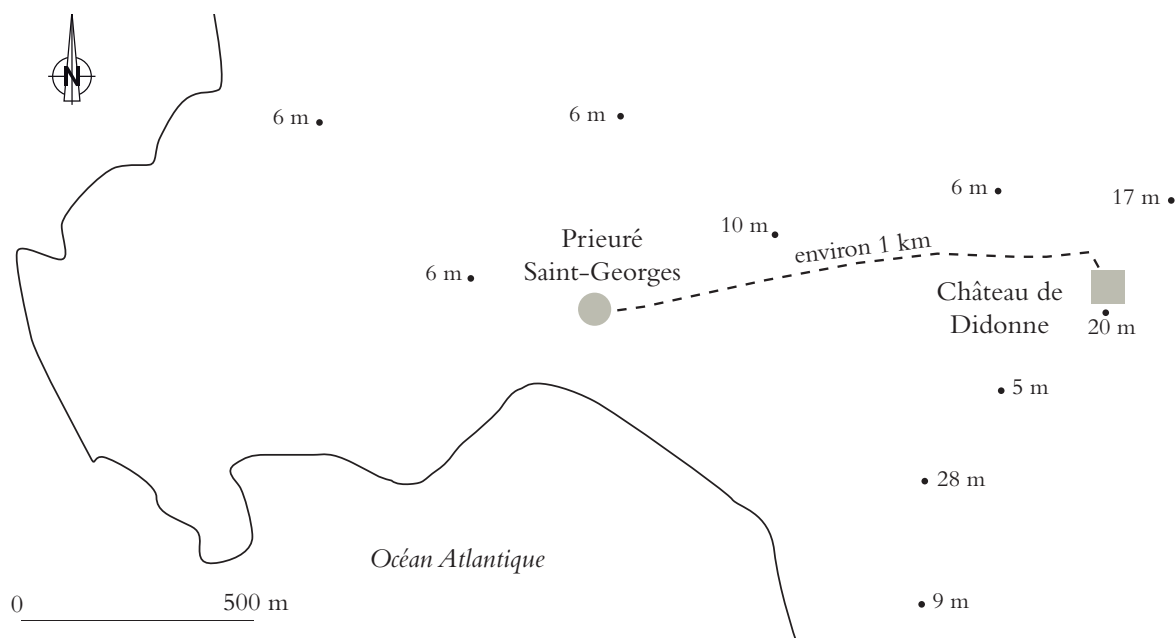 N
6 m
6 m
6 m
17 m
10 m
environ 1 km
Prieuré
Saint-Georges
6 m
Château de
Didonne
20 m
5 m
28 m
Océan Atlantique
9 m
0
500 m